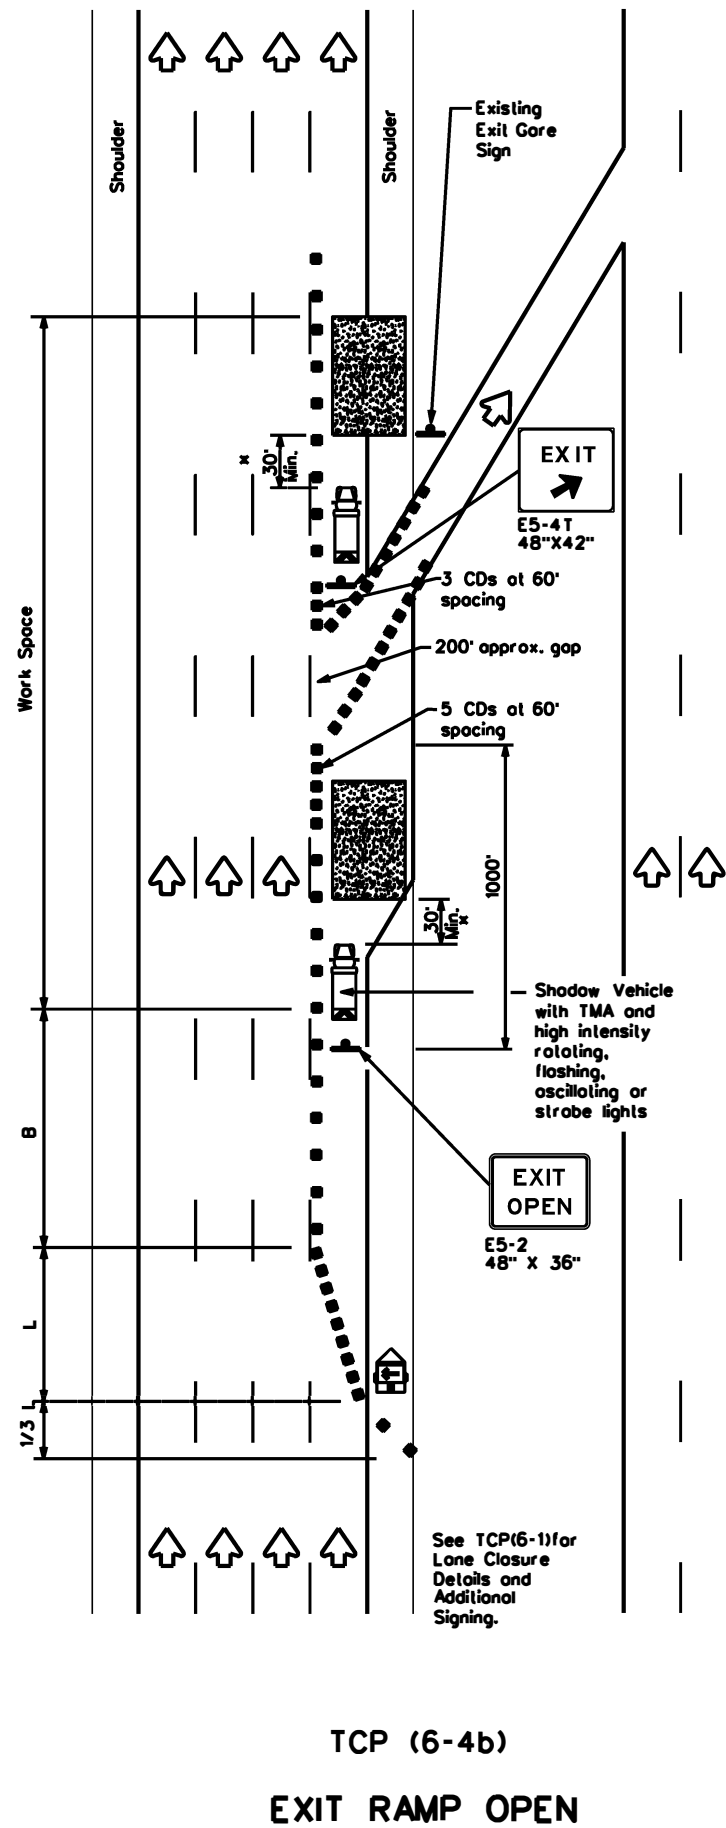 Shoulder
Shoulder
Existing
Exit Gore
Sign
x
30'
Min.
EXIT
E5-4T
48"X42"
3 CDs at 60'
spacing
Work Space
200' approx. gap
5 CDs at 60'
spacing
1000'
30'
Min.
x
Shadow Vehicle
with TMA and
high intensity
rotating,
flashing,
oscillating or
strobe lights
B
EXIT
OPEN
E5-2
48" X 36"
L
1/3 L
See TCP(6-1)for
Lane Closure
Details and
Additional
Signing.
TCP (6-4b)
EXIT RAMP OPEN